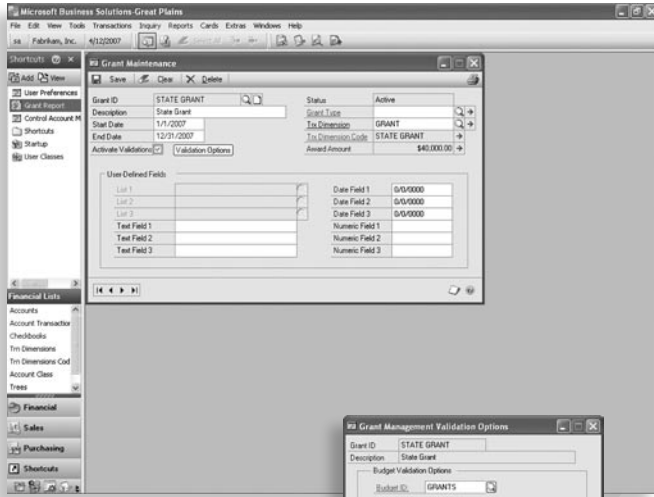 Microsoft Business Solutions-Great Plains
File Edit View Tools Transactions Inquiry Reports Cards Extras Windows Help
sa Fabrikam, Inc. 4/12/2007
Shortcuts
Add View
User Preferences
Grant Report
Control Account M
Shortcuts
Startup
User Classes
Grant Maintenance
Save Clear Delete
Grant ID STATE GRANT Status Active
Description State Grant Grant Type
Start Date 1/1/2007 Trx Dimension GRANT
End Date 12/31/2007 Trx Dimension Code STATE GRANT
Activate Validations Validation Options Award Amount $40,000.00
User-Defined Fields
List 1 Date Field 1 0/0/0000
List 2 Date Field 2 0/0/0000
List 3 Date Field 3 0/0/0000
Text Field 1 Numeric Field 1
Text Field 2 Numeric Field 2
Text Field 3 Numeric Field 3
Financial Lists
Accounts
Account Transaction
Checkbooks
Trn Dimensions
Trn Dimensions Cod
Account Class
Trees
Financial
Sales
Purchasing
Shortcuts
Grant Management Validation Options
Grant ID STATE GRANT
Description State Grant
Budget Validation Options
Budget ID: GRANTS